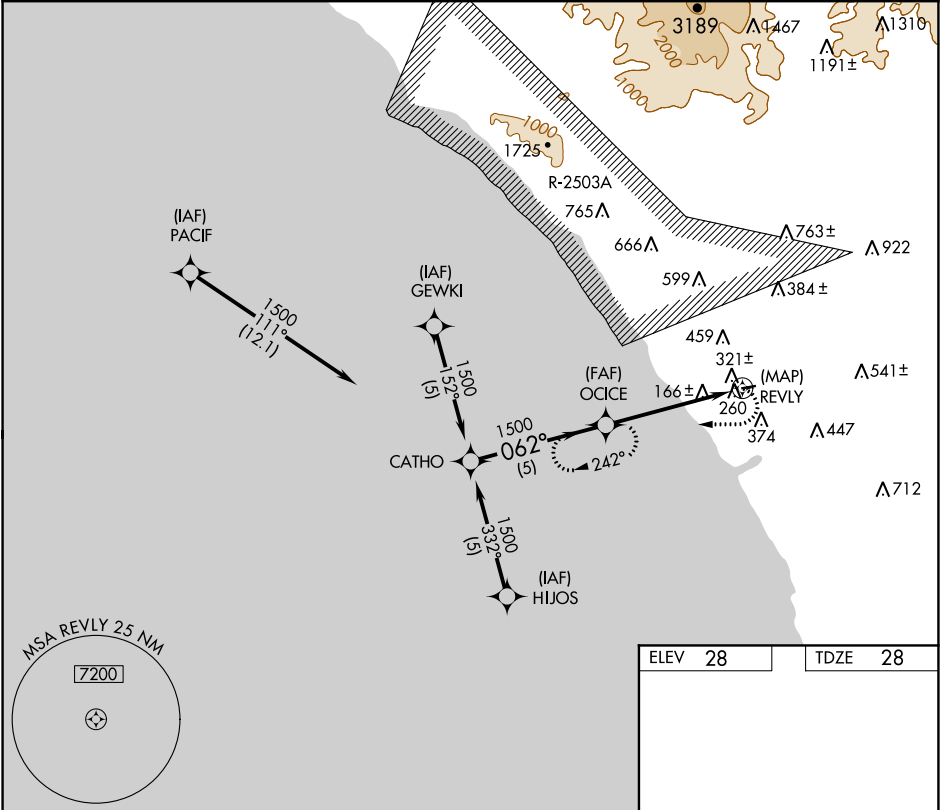 3189
1467
1310
1191±
2000
1000
1000
1725
R-2503A
765
666
763±
922
599
384±
(IAF)
PACIF
1500
111°
(12.1)
(IAF)
GEWKI
1500
152°
(5)
459
321±
541±
(FAF)
OCICE
166±
260
(MAP)
REVLY
374
447
CATHO
1500
062°
(5)
242°
712
1500
332°
(5)
(IAF)
HIJOS
MSA REVLY 25 NM
7200
ELEV 28
TDZE 28